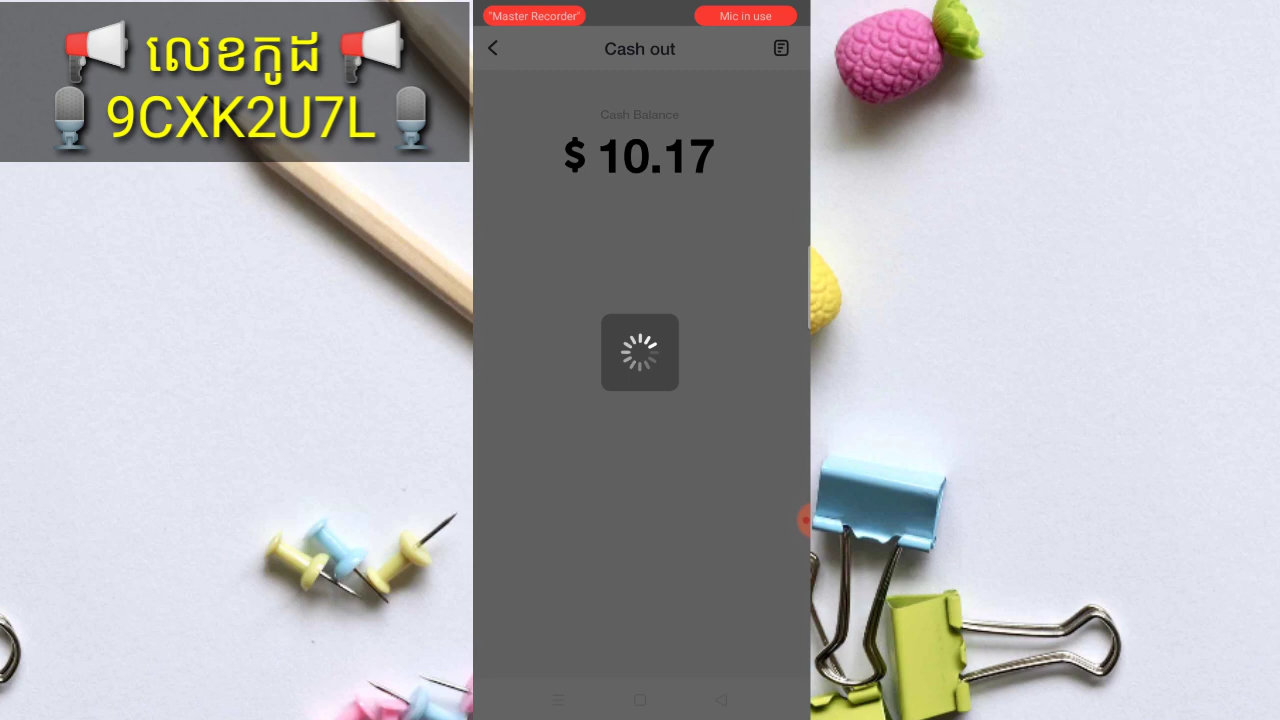 លេខកូដ
9CXK2U7L
"Master Recorder"
Mic in use
Cash out
Cash Balance
$ 10.17